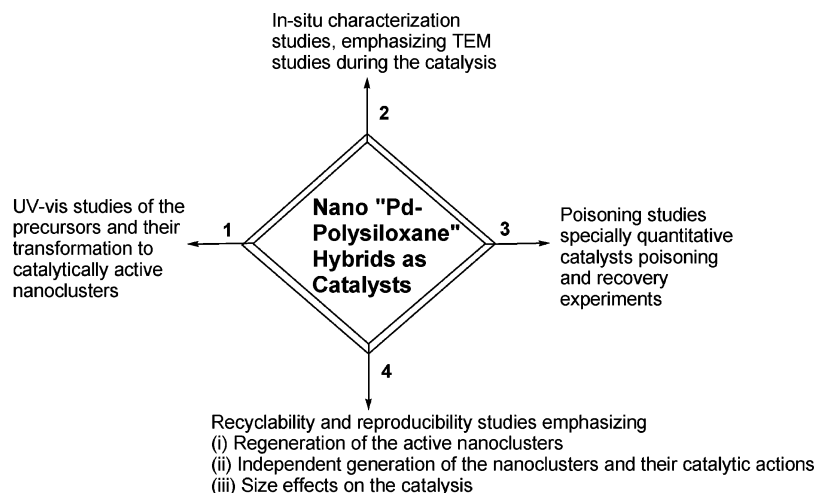 In-situ characterization
studies, emphasizing TEM
studies during the catalysis
2
UV-vis studies of the
precursors and their
transformation to
catalytically active
nanoclusters
1
Nano "Pd-
Polysiloxane"
Hybrids as
Catalysts
3
Poisoning studies
specially quantitative
catalysts poisoning
and recovery
experiments
4
Recyclability and reproducibility studies emphasizing
(i) Regeneration of the active nanoclusters
(ii) Independent generation of the nanoclusters and their catalytic actions
(iii) Size effects on the catalysis